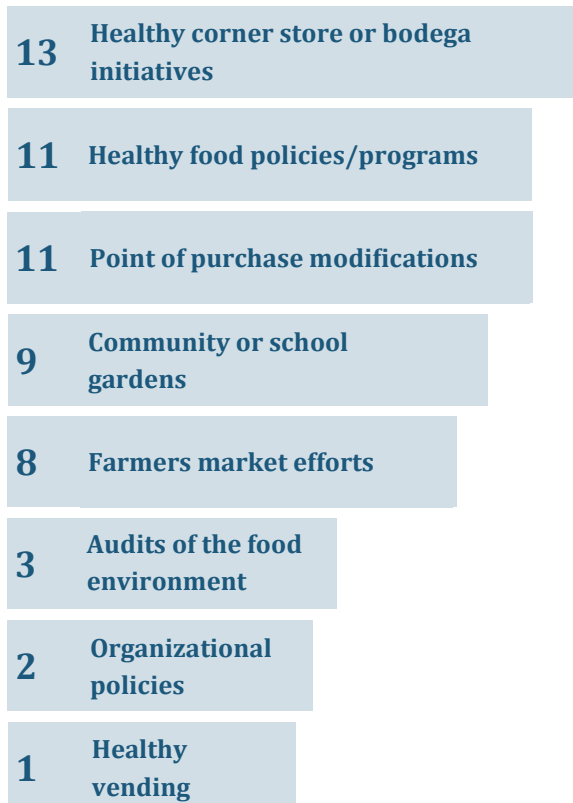 13 Healthy corner store or bodega
initiatives
11 Healthy food policies/programs
11 Point of purchase modifications
9 Community or school
gardens
8 Farmers market efforts
3 Audits of the food
environment
2 Organizational
policies
1 Healthy
vending